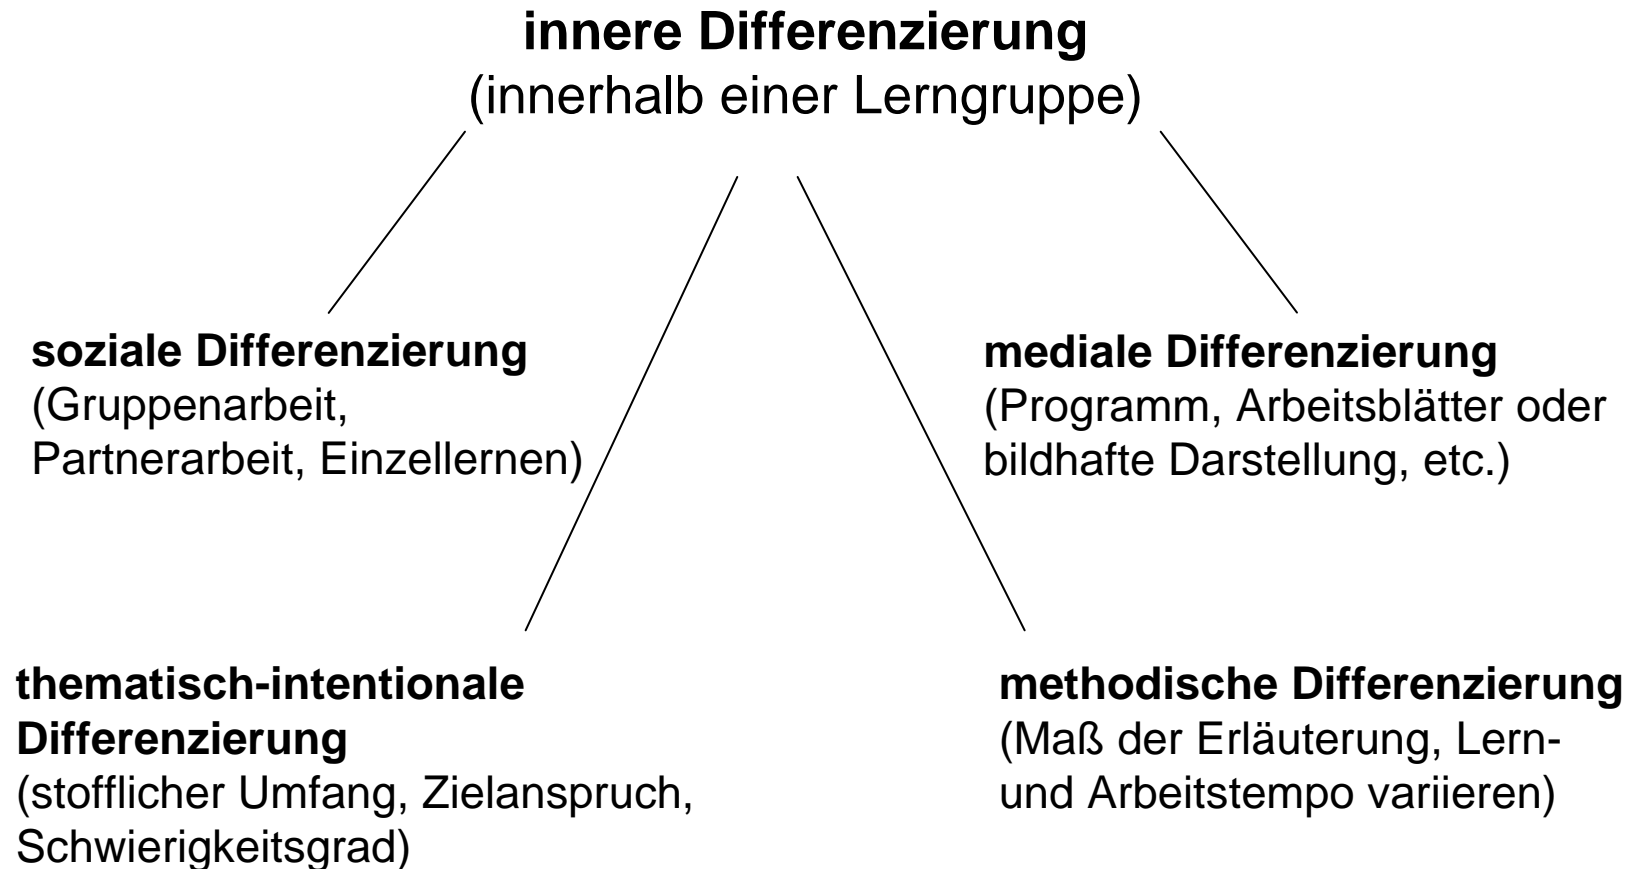 innere Differenzierung
(innerhalb einer Lerngruppe)
soziale Differenzierung
(Gruppenarbeit,
Partnerarbeit, Einzellernen)
mediale Differenzierung
(Programm, Arbeitsblätter oder
bildhafte Darstellung, etc.)
thematisch-intentionale
Differenzierung
(stofflicher Umfang, Zielanspruch,
Schwierigkeitsgrad)
methodische Differenzierung
(Maß der Erläuterung, Lern-
und Arbeitstempo variieren)